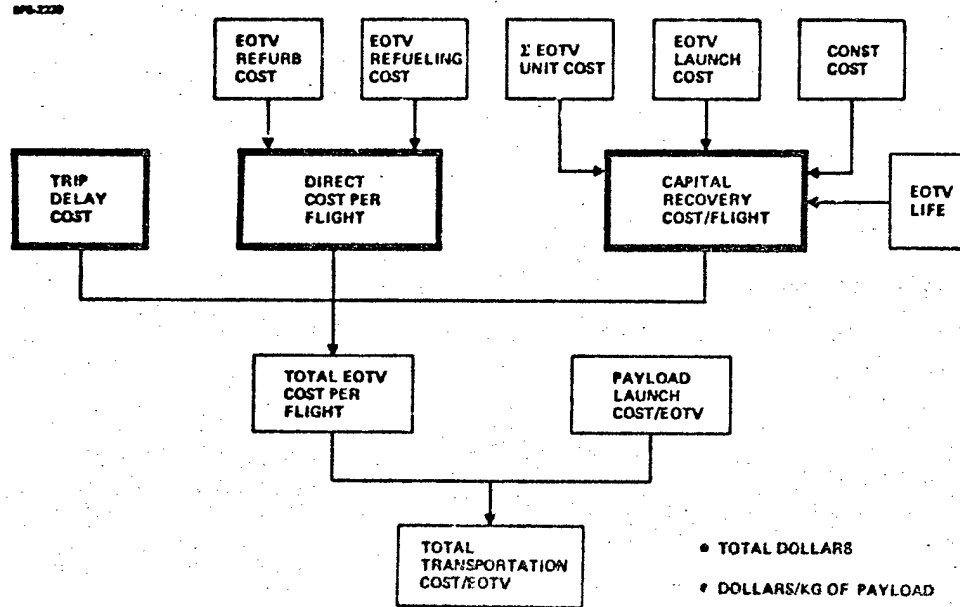 SPS-2239
EOTV
REFURB
COST
EOTV
REFUELING
COST
Σ EOTV
UNIT COST
EOTV
LAUNCH
COST
CONST
COST
TRIP
DELAY
COST
DIRECT
COST PER
FLIGHT
CAPITAL
RECOVERY
COST/FLIGHT
EOTV
LIFE
TOTAL EOTV
COST PER
FLIGHT
PAYLOAD
LAUNCH
COST/EOTV
TOTAL
TRANSPORTATION
COST/EOTV
• TOTAL DOLLARS
• DOLLARS/KG OF PAYLOAD